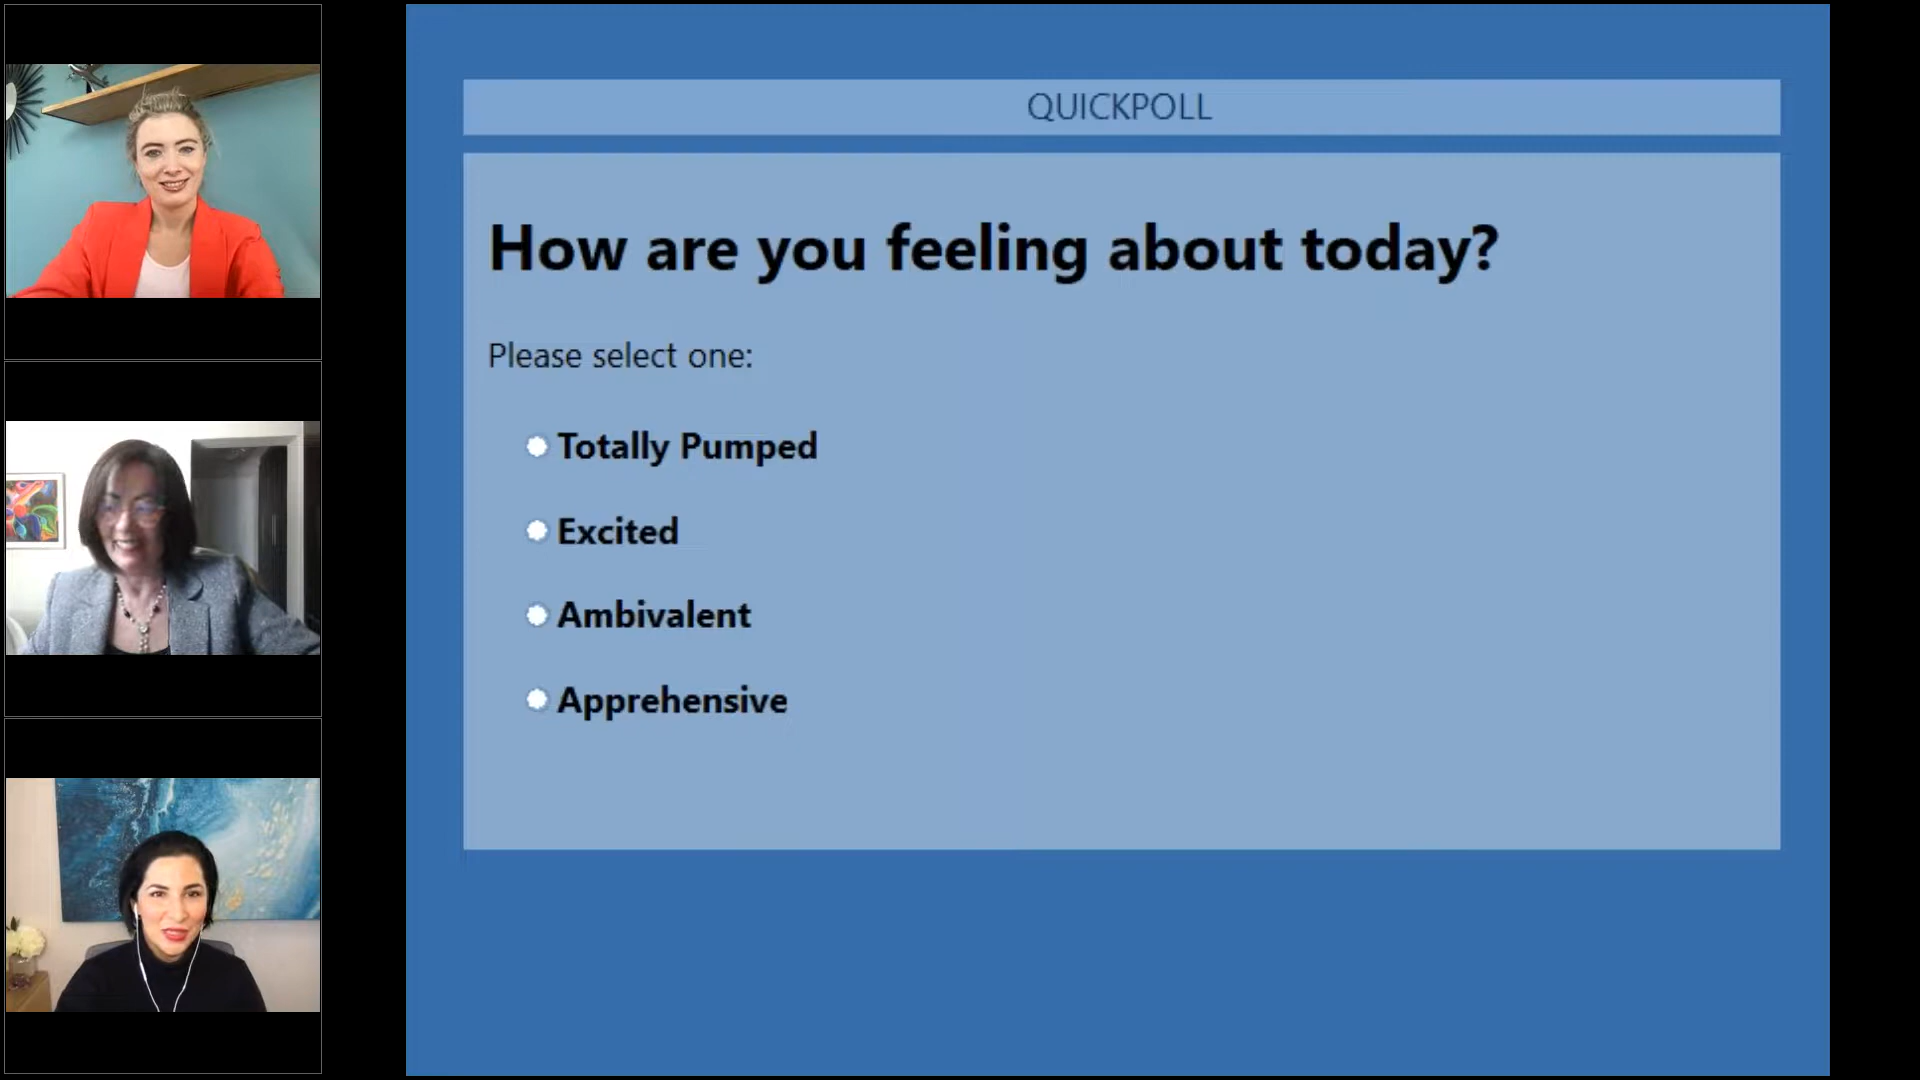 QUICKPOLL
How are you feeling about today?
Please select one:
Totally Pumped
Excited
Ambivalent
Apprehensive